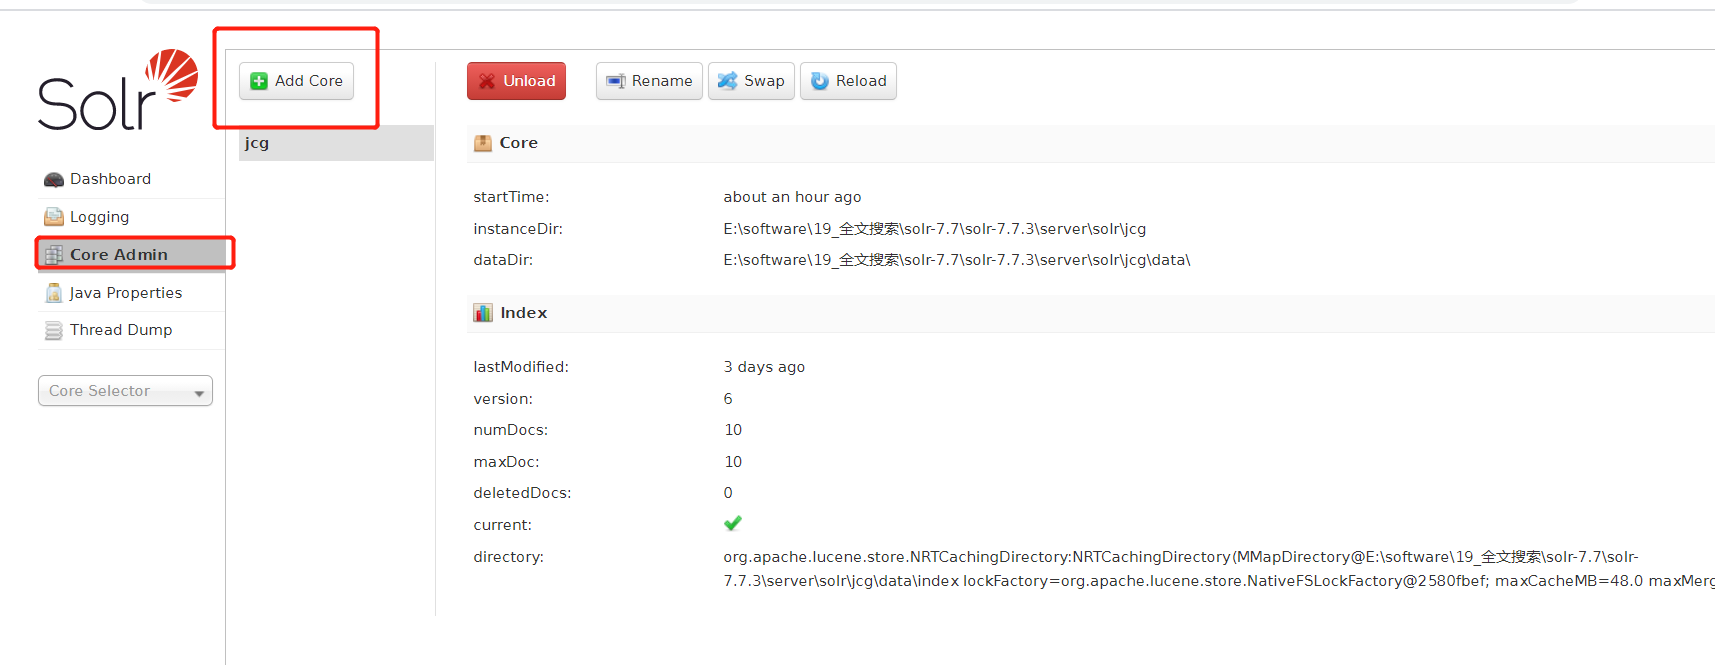 Solr
Dashboard
Logging
Core Admin
Java Properties
Thread Dump
Core Selector
Add Core
jcg
Unload Rename Swap Reload
Core
startTime: about an hour ago
instanceDir: E:\software\19_全文搜索\solr-7.7\solr-7.7.3\server\solr\jcg
dataDir: E:\software\19_全文搜索\solr-7.7\solr-7.7.3\server\solr\jcg\data\
Index
lastModified: 3 days ago
version: 6
numDocs: 10
maxDoc: 10
deletedDocs: 0
current:
directory: org.apache.lucene.store.NRTCachingDirectory:NRTCachingDirectory(MMapDirectory@E:\software\19_全文搜索\solr-7.7\solr-
7.7.3\server\solr\jcg\data\index lockFactory=org.apache.lucene.store.NativeFSLockFactory@2580fbef; maxCacheMB=48.0 maxMerg